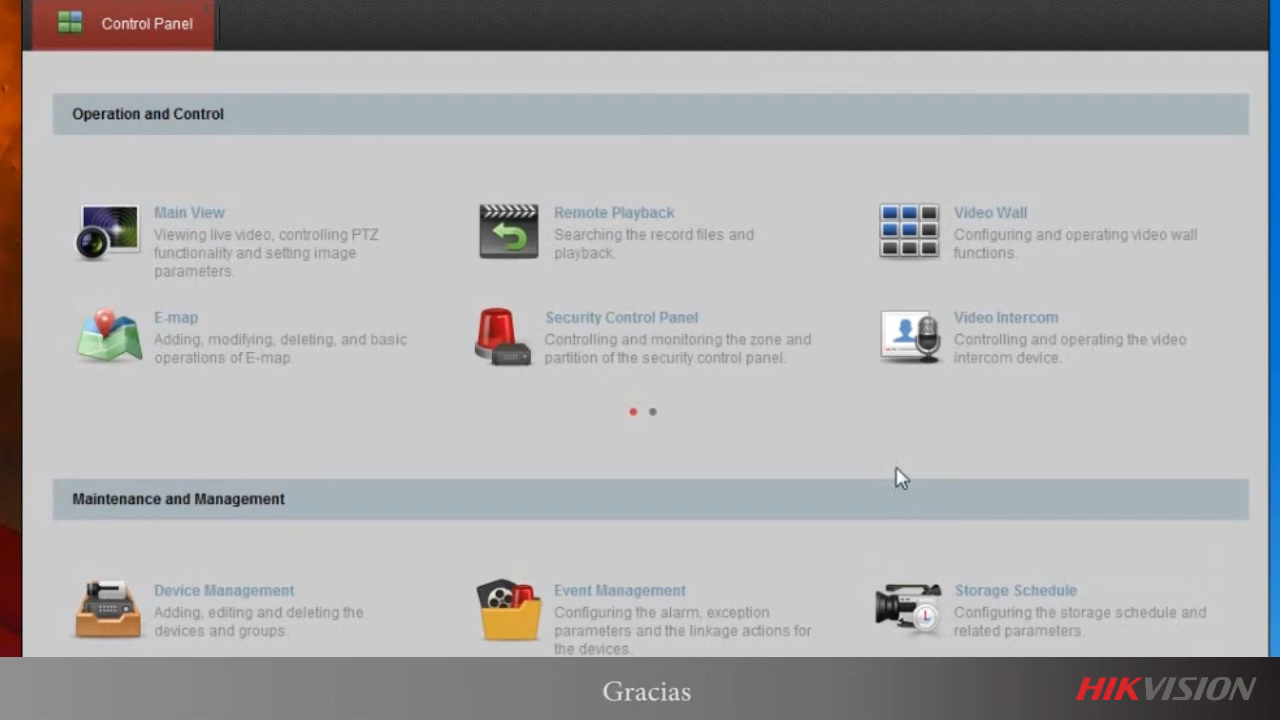 Control Panel
Operation and Control
Main View
Viewing live video, controlling PTZ
functionality and setting image
parameters.
Remote Playback
Searching the record files and
playback.
Video Wall
Configuring and operating video wall
functions.
E-map
Adding, modifying, deleting, and basic
operations of E-map.
Security Control Panel
Controlling and monitoring the zone and
partition of the security control panel.
Video Intercom
Controlling and operating the video
intercom device.
Maintenance and Management
Device Management
Adding, editing and deleting the
devices and groups.
Event Management
Configuring the alarm, exception
parameters and the linkage actions for
the devices.
Storage Schedule
Configuring the storage schedule and
related parameters.
Gracias
HIKVISION